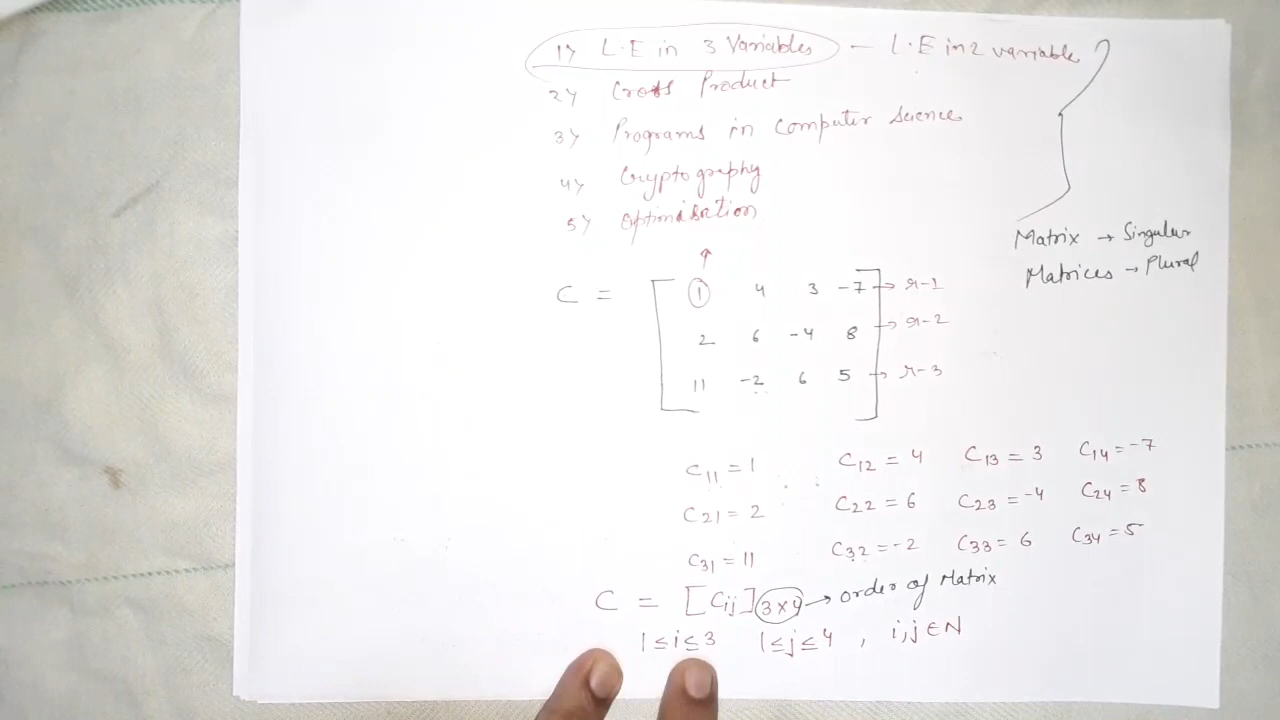 1) L.E in 3 Variables — L.E in 2 variable
2) Cross Product
3) Programs in Computer Science
4) Cryptography
5) Optimisation
Matrix → Singular
Matrices → Plural
C = [ 1 4 3 -7 ] → r-1
2 6 -4 8 → r-2
11 -2 6 5 → r-3
C11 = 1 C12 = 4 C13 = 3 C14 = -7
C21 = 2 C22 = 6 C23 = -4 C24 = 8
C31 = 11 C32 = -2 C33 = 6 C34 = 5
C = [Cij] 3×4 → order of Matrix
1 ≤ i ≤ 3 1 ≤ j ≤ 4 , i,j ∈ N